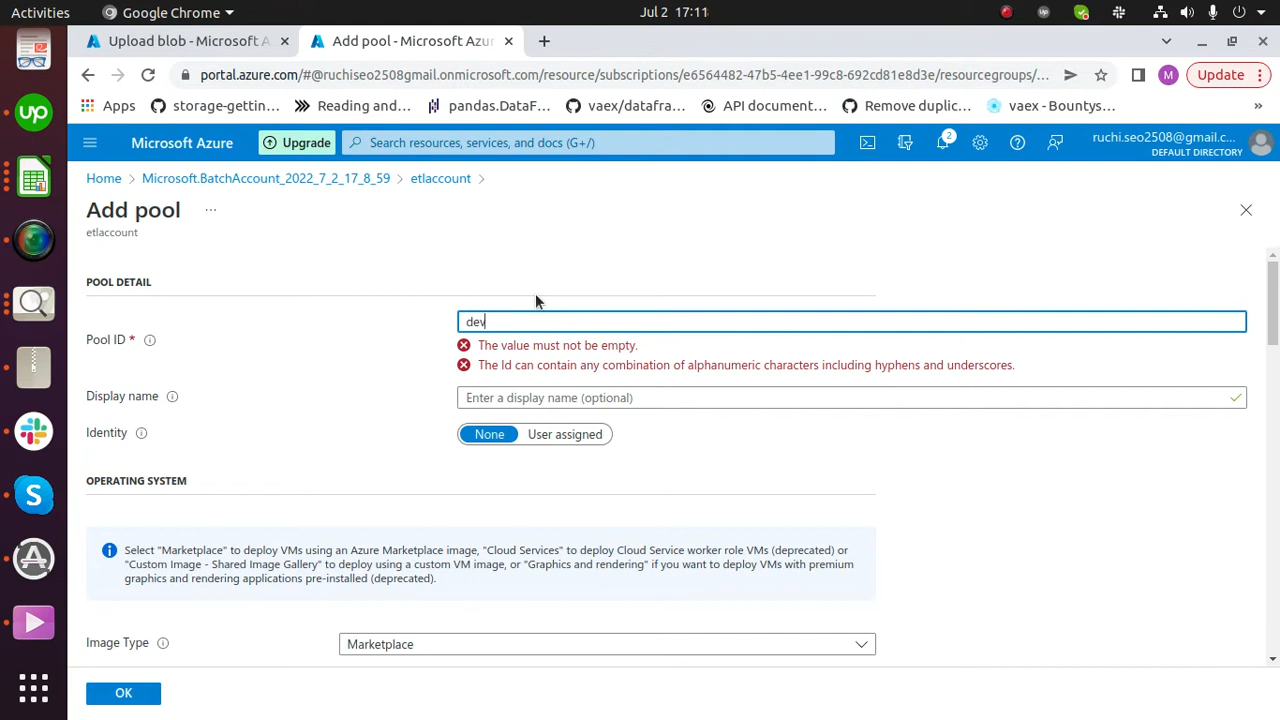 Activities
Google Chrome
Jul 2 17:11
Upload blob - Microsoft A
Add pool - Microsoft Azu
portal.azure.com/#@ruchiseo2508gmail.onmicrosoft.com/resource/subscriptions/e6564482-47b5-4ee1-99c8-692cd81e8d3e/resourcegroups/...
M
Update
Apps
storage-gettin...
Reading and...
pandas.DataF...
vaex/datafra...
API document...
Remove duplic...
vaex - Bountys...
»
Microsoft Azure
Upgrade
Search resources, services, and docs (G+/)
2
ruchi.seo2508@gmail.c...
DEFAULT DIRECTORY
Home > Microsoft.BatchAccount_2022_7_2_17_8_59 > etlaccount >
Add pool
...
etlaccount
POOL DETAIL
Pool ID *
dev
The value must not be empty.
The Id can contain any combination of alphanumeric characters including hyphens and underscores.
Display name
Enter a display name (optional)
Identity
None
User assigned
OPERATING SYSTEM
Select "Marketplace" to deploy VMs using an Azure Marketplace image, "Cloud Services" to deploy Cloud Service worker role VMs (deprecated) or
"Custom Image - Shared Image Gallery" to deploy using a custom VM image, or "Graphics and rendering" if you want to deploy VMs with premium
graphics and rendering applications pre-installed (deprecated).
Image Type
Marketplace
OK